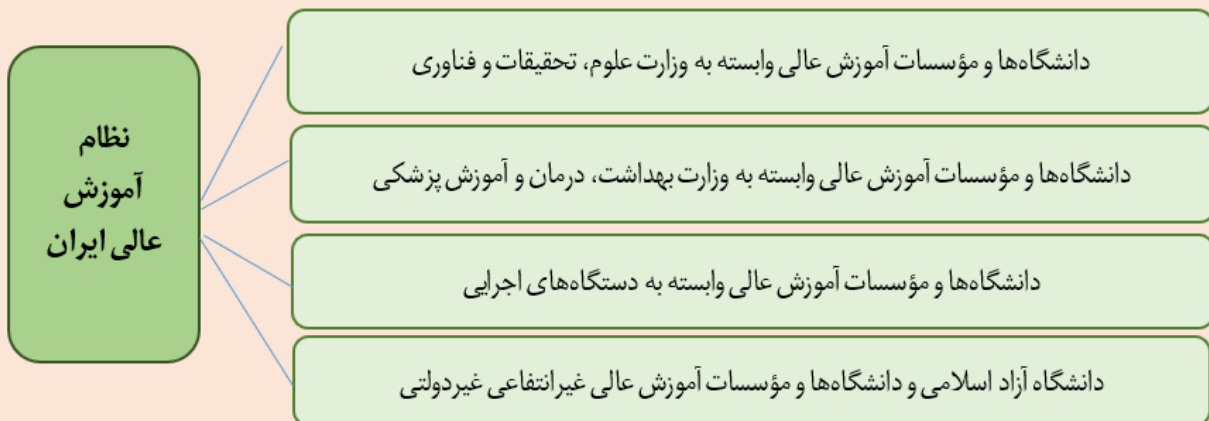 نظام
آموزش
عالی ایران
دانشگاه‌ها و مؤسسات آموزش عالی وابسته به وزارت علوم، تحقیقات و فناوری
دانشگاه‌ها و مؤسسات آموزش عالی وابسته به وزارت بهداشت، درمان و آموزش پزشکی
دانشگاه‌ها و مؤسسات آموزش عالی وابسته به دستگاه‌های اجرایی
دانشگاه آزاد اسلامی و دانشگاه‌ها و مؤسسات آموزش عالی غیرانتفاعی غیردولتی